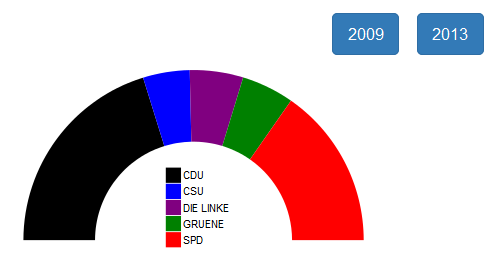 2009
2013
CDU
CSU
DIE LINKE
GRUENE
SPD